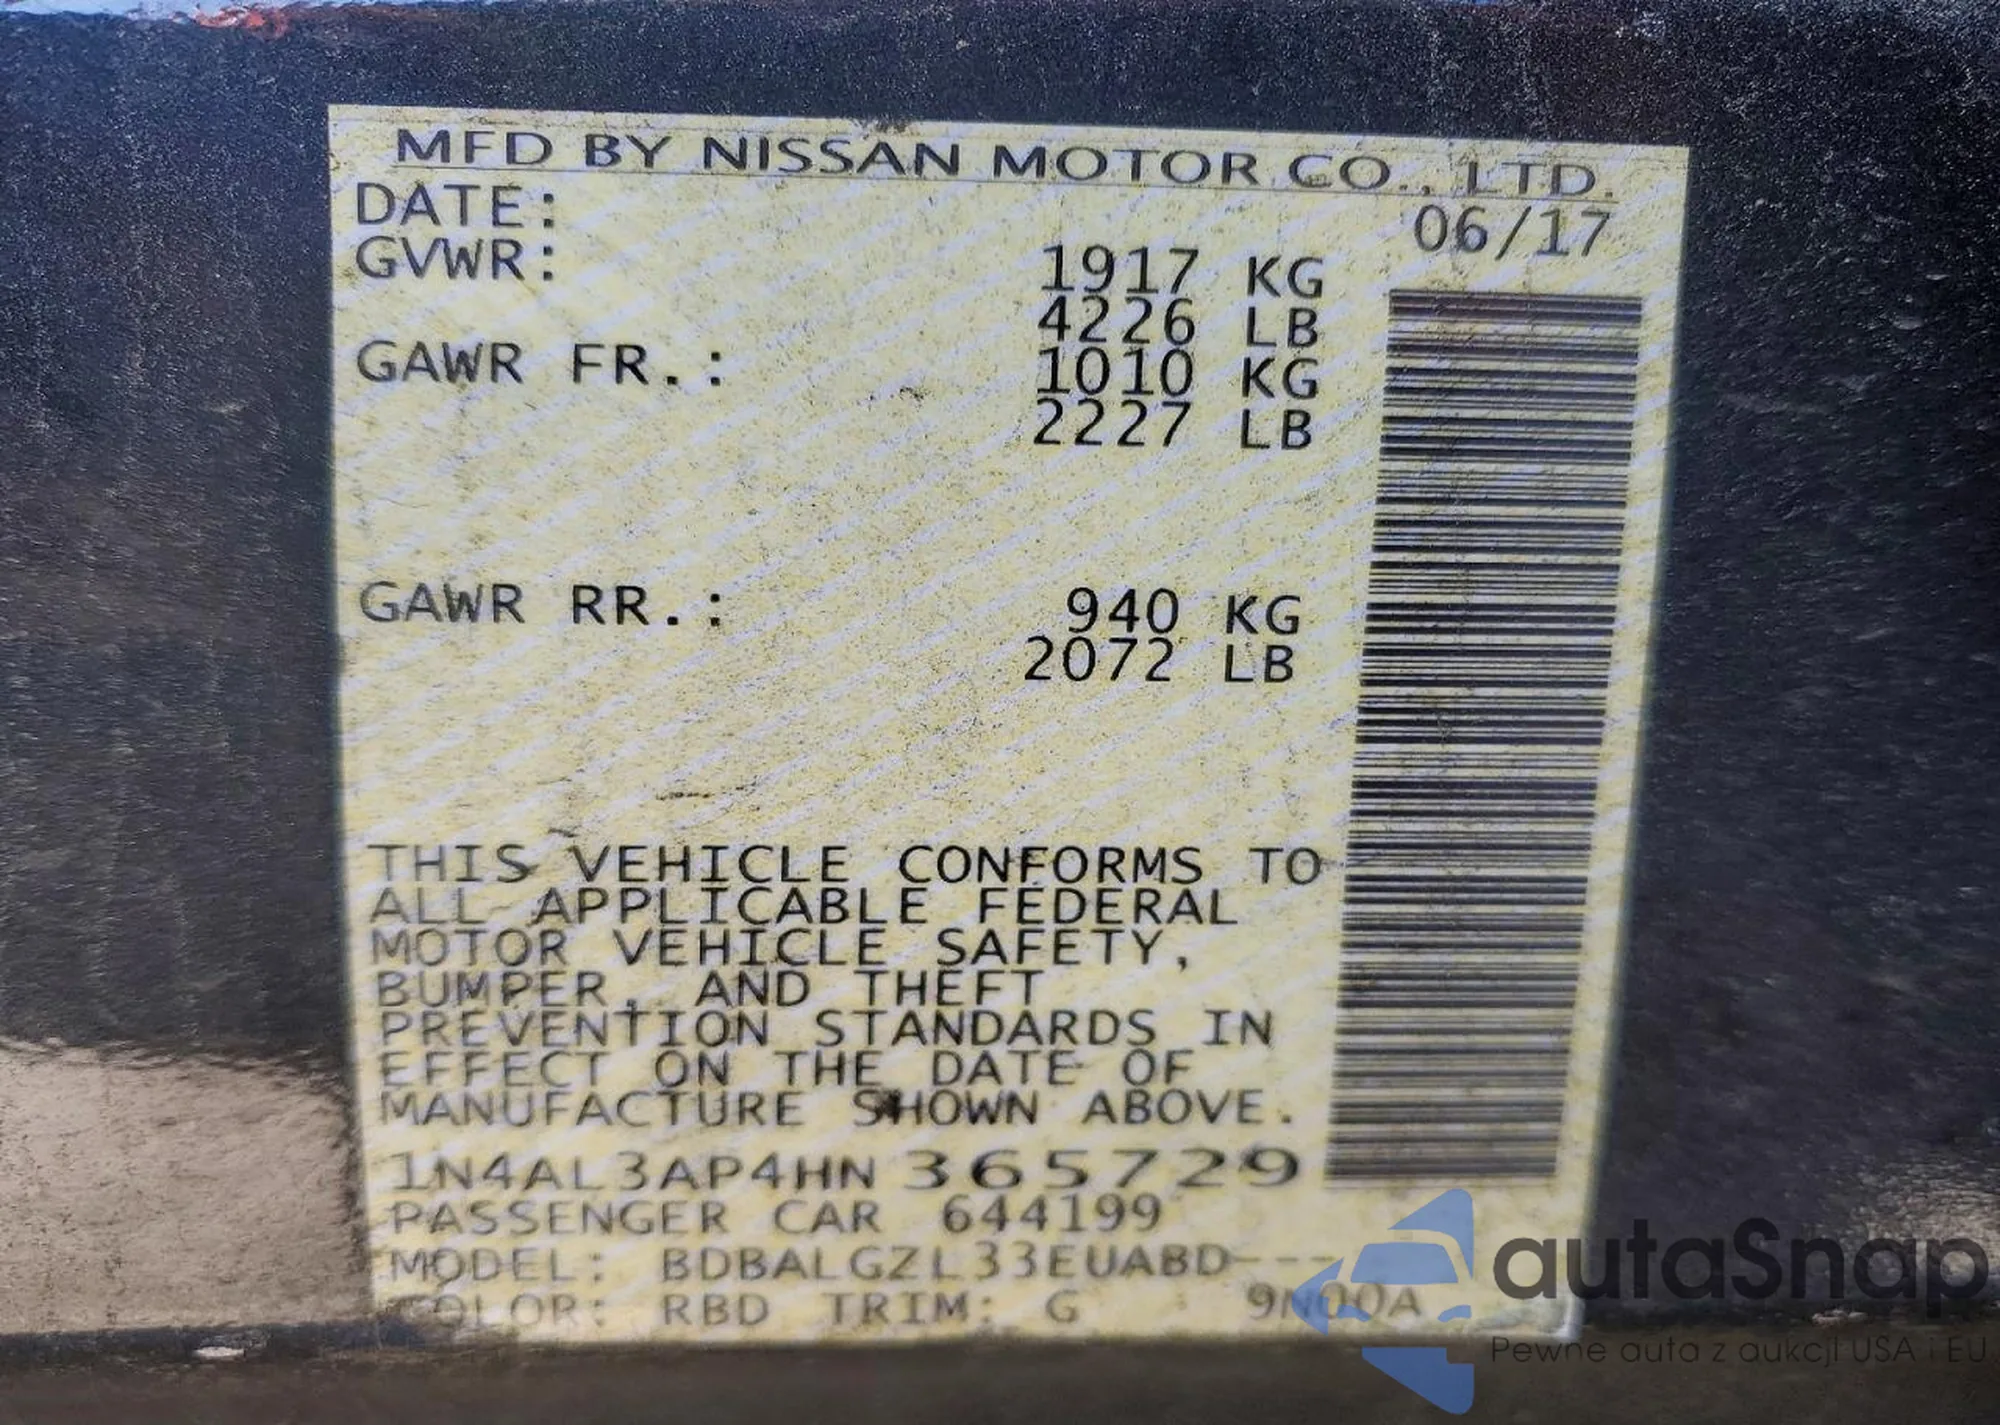 MFD BY NISSAN MOTOR CO., LTD.
DATE: 06/17
GVWR: 1917 KG
4226 LB
GAWR FR.: 1010 KG
2227 LB
GAWR RR.: 940 KG
2072 LB
THIS VEHICLE CONFORMS TO
ALL APPLICABLE FEDERAL
MOTOR VEHICLE SAFETY,
BUMPER, AND THEFT
PREVENTION STANDARDS IN
EFFECT ON THE DATE OF
MANUFACTURE SHOWN ABOVE.
1N4AL3AP4HN365729
PASSENGER CAR 644199
MODEL: BDBALGZL33EUABD---
COLOR: RBD TRIM: G 9N00A
autaSnap
Pewne auta z aukcji USA i EU